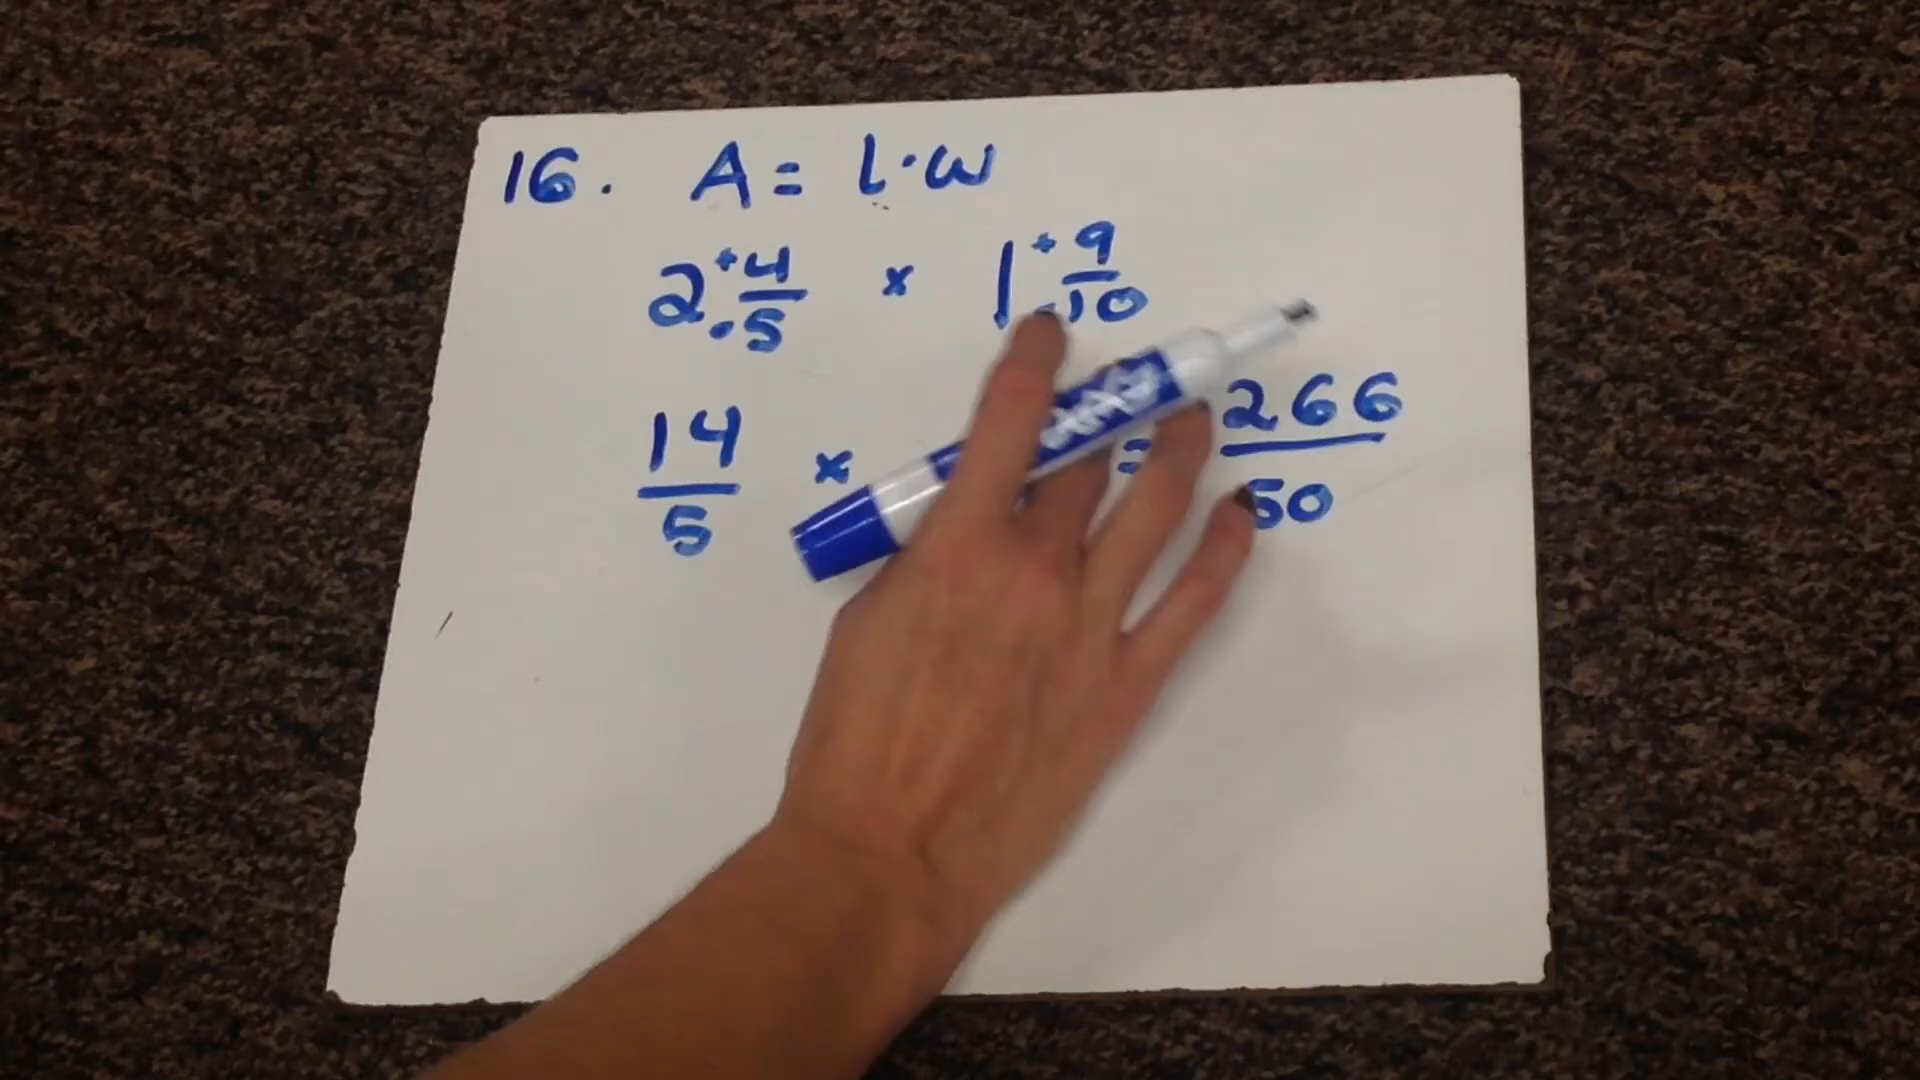 16. A = l·w
2 + 4/5 x 1 + 9/10
14/5 x = 266/50